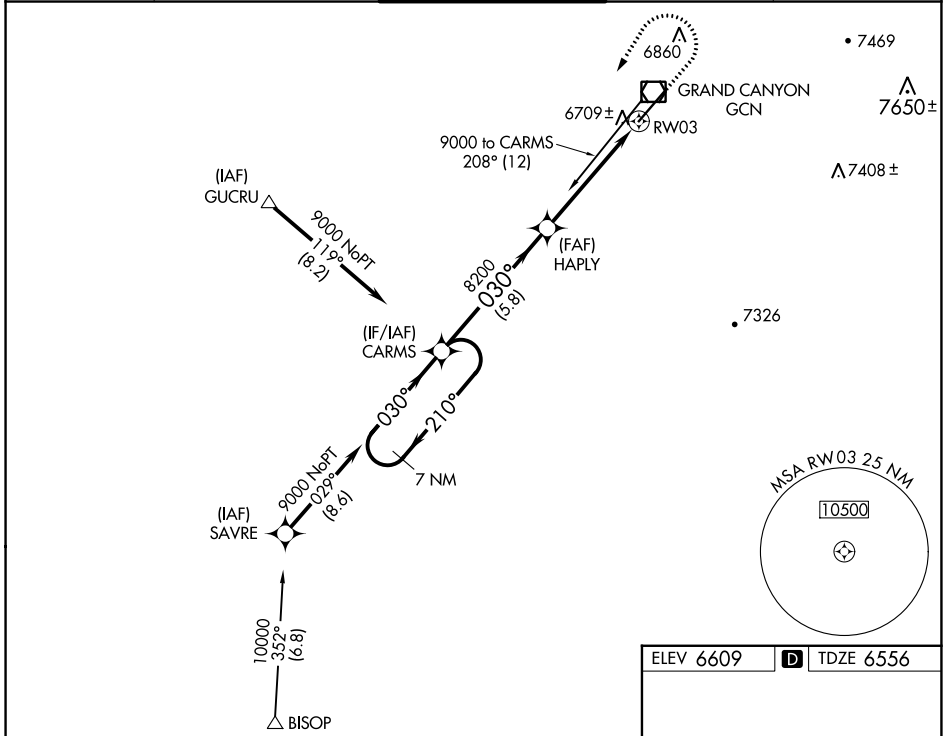 6860
7469
GRAND CANYON
GCN
7650±
6709±
RW03
9000 to CARMS
208° (12)
7408±
(IAF)
GUCRU
9000 NoPT
119°
(8.2)
(FAF)
HAPLY
8200
030°
(5.8)
7326
(IF/IAF)
CARMS
030°
210°
7 NM
9000 NoPT
029°
(8.6)
(IAF)
SAVRE
MSA RW03 25 NM
10500
10000
352°
(6.8)
BISOP
ELEV 6609 D TDZE 6556